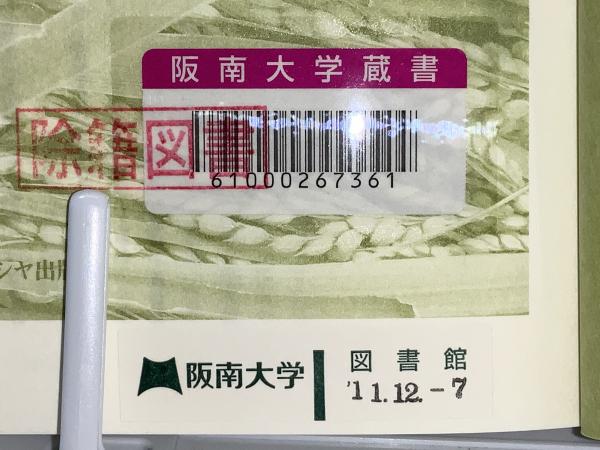 阪南大学蔵書
除籍図書
61000267361
シヤ出版
阪南大学
図書館
'11.12.-7